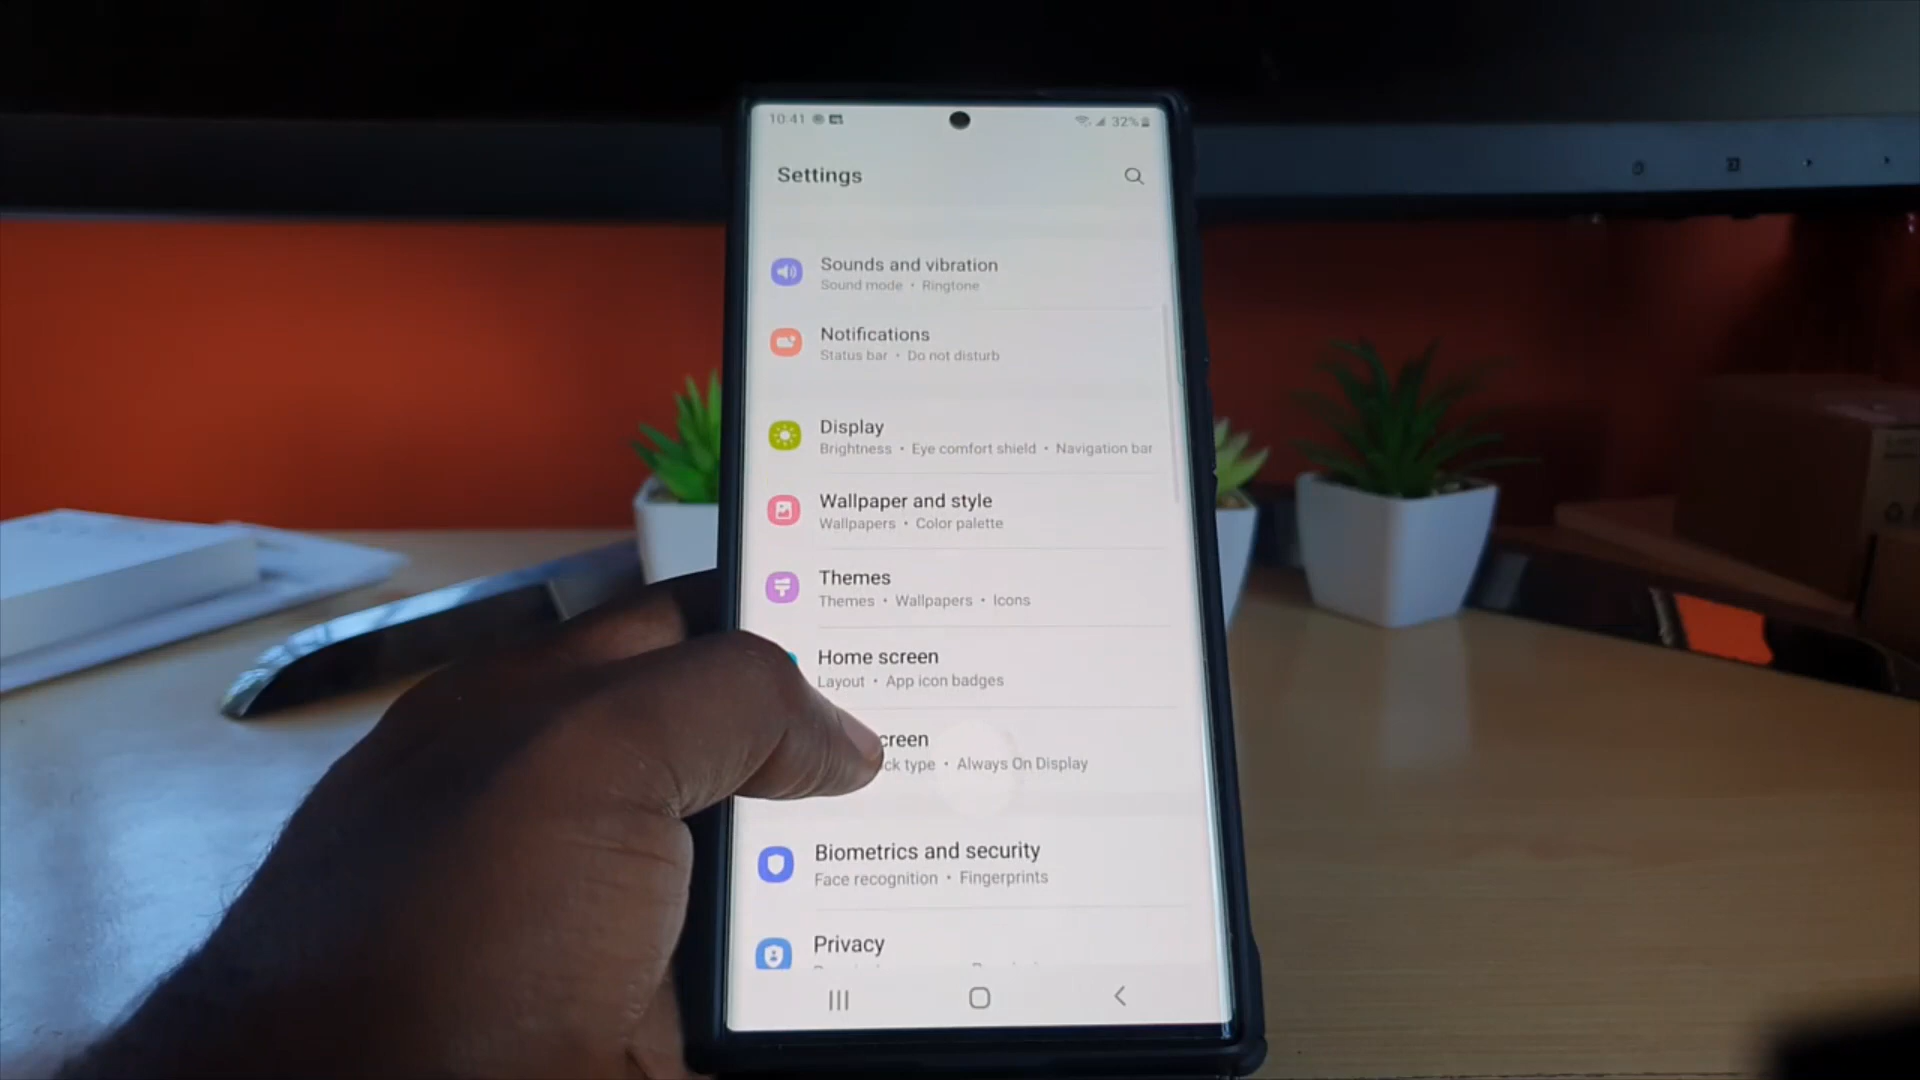 10:41 32%
Settings
Sounds and vibration
Sound mode • Ringtone
Notifications
Status bar • Do not disturb
Display
Brightness • Eye comfort shield • Navigation bar
Wallpaper and style
Wallpapers • Color palette
Themes
Themes • Wallpapers • Icons
Home screen
Layout • App icon badges
creen
ck type • Always On Display
Biometrics and security
Face recognition • Fingerprints
Privacy